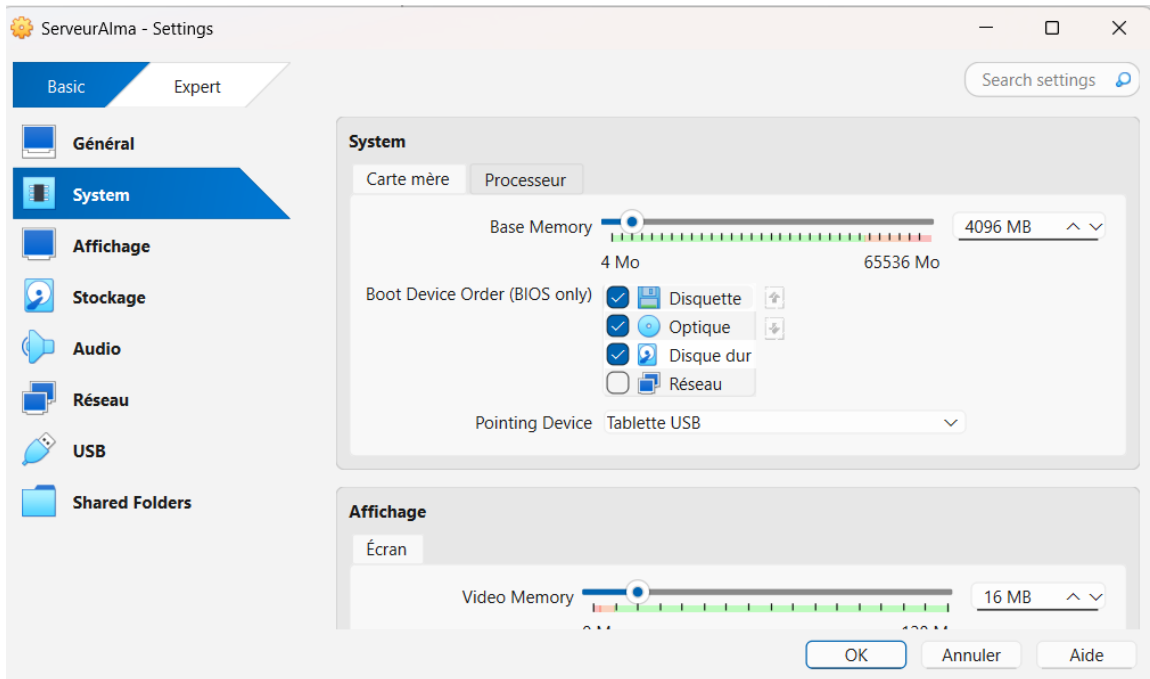 ServeurAlma - Settings
Basic
Expert
Search settings
Général
System
Affichage
Stockage
Audio
Réseau
USB
Shared Folders
System
Carte mère
Processeur
Base Memory
4096 MB
4 Mo
65536 Mo
Boot Device Order (BIOS only)
Disquette
Optique
Disque dur
Réseau
Pointing Device
Tablette USB
Affichage
Écran
Video Memory
16 MB
OK
Annuler
Aide